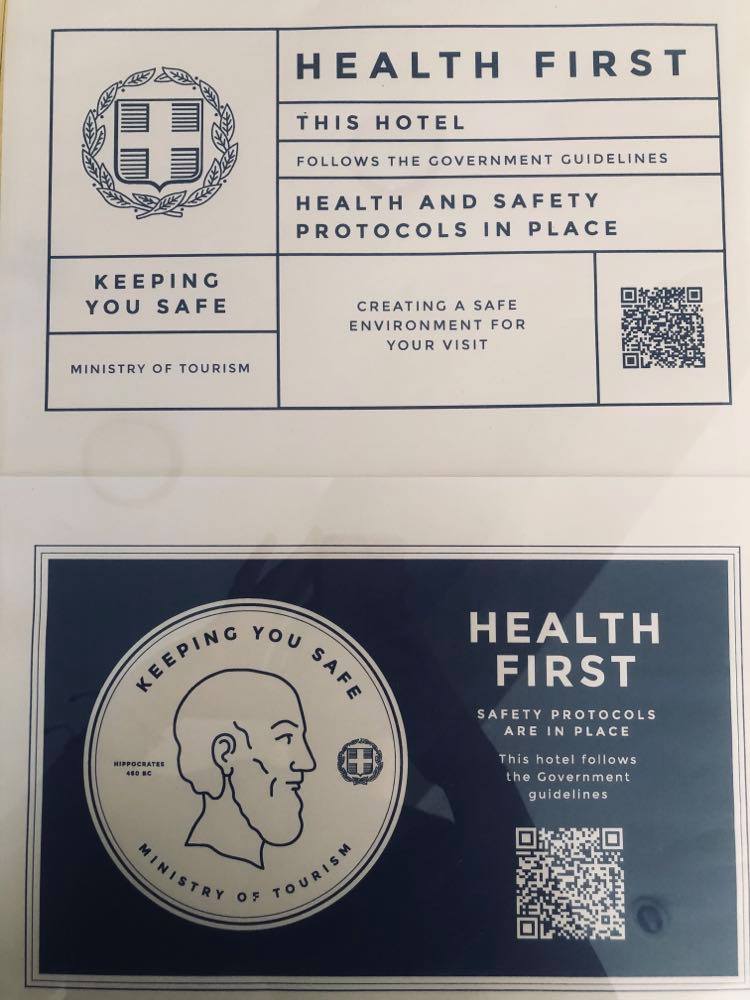 HEALTH FIRST
THIS HOTEL
FOLLOWS THE GOVERNMENT GUIDELINES
HEALTH AND SAFETY
PROTOCOLS IN PLACE
KEEPING
YOU SAFE
MINISTRY OF TOURISM
CREATING A SAFE
ENVIRONMENT FOR
YOUR VISIT
KEEPING YOU SAFE
HIPPOCRATES
460 BC
MINISTRY OF TOURISM
HEALTH
FIRST
SAFETY PROTOCOLS
ARE IN PLACE
This hotel follows
the Government
guidelines